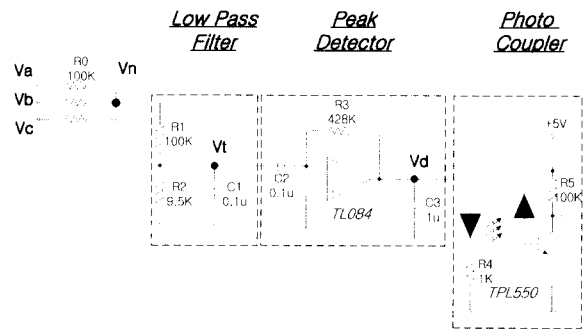 Low Pass
Filter
Peak
Detector
Photo
Coupler
Va
Vb
Vc
R0
100K
Vn
R1
100K
R2
9.5K
Vt
C1
0.1u
C2
0.1u
R3
428K
TL084
Vd
C3
1u
+5V
R5
100K
R4
1K
TPL550